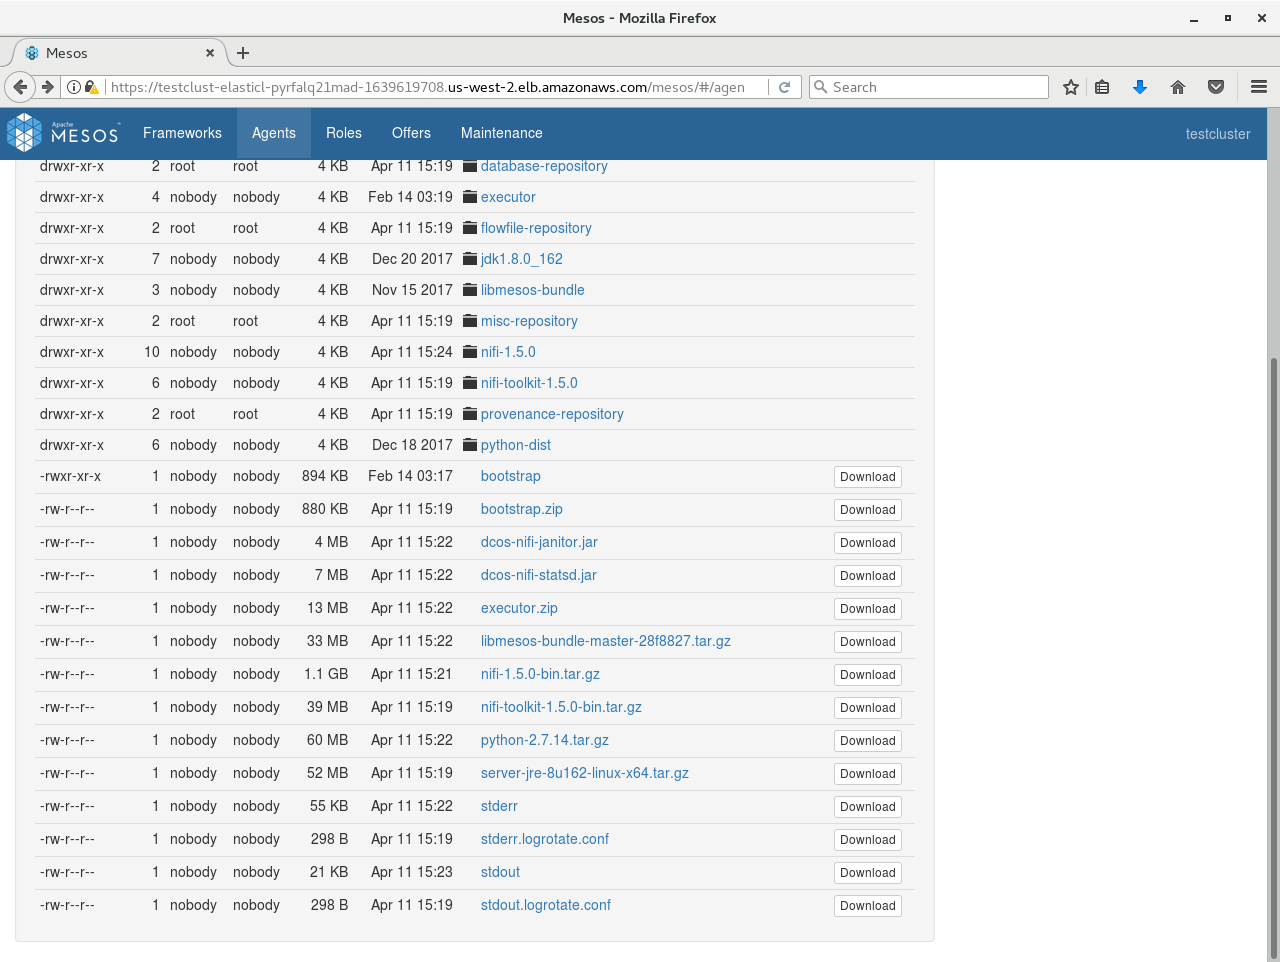 Mesos - Mozilla Firefox
Mesos
https://testclust-elasticl-pyrfalq21mad-1639619708.us-west-2.elb.amazonaws.com/mesos/#/agen
Search
Apache MESOS Frameworks Agents Roles Offers Maintenance testcluster
drwxr-xr-x 2 root root 4 KB Apr 11 15:19 database-repository
drwxr-xr-x 4 nobody nobody 4 KB Feb 14 03:19 executor
drwxr-xr-x 2 root root 4 KB Apr 11 15:19 flowfile-repository
drwxr-xr-x 7 nobody nobody 4 KB Dec 20 2017 jdk1.8.0_162
drwxr-xr-x 3 nobody nobody 4 KB Nov 15 2017 libmesos-bundle
drwxr-xr-x 2 root root 4 KB Apr 11 15:19 misc-repository
drwxr-xr-x 10 nobody nobody 4 KB Apr 11 15:24 nifi-1.5.0
drwxr-xr-x 6 nobody nobody 4 KB Apr 11 15:19 nifi-toolkit-1.5.0
drwxr-xr-x 2 root root 4 KB Apr 11 15:19 provenance-repository
drwxr-xr-x 6 nobody nobody 4 KB Dec 18 2017 python-dist
-rwxr-xr-x 1 nobody nobody 894 KB Feb 14 03:17 bootstrap Download
-rw-r--r-- 1 nobody nobody 880 KB Apr 11 15:19 bootstrap.zip Download
-rw-r--r-- 1 nobody nobody 4 MB Apr 11 15:22 dcos-nifi-janitor.jar Download
-rw-r--r-- 1 nobody nobody 7 MB Apr 11 15:22 dcos-nifi-statsd.jar Download
-rw-r--r-- 1 nobody nobody 13 MB Apr 11 15:22 executor.zip Download
-rw-r--r-- 1 nobody nobody 33 MB Apr 11 15:22 libmesos-bundle-master-28f8827.tar.gz Download
-rw-r--r-- 1 nobody nobody 1.1 GB Apr 11 15:21 nifi-1.5.0-bin.tar.gz Download
-rw-r--r-- 1 nobody nobody 39 MB Apr 11 15:19 nifi-toolkit-1.5.0-bin.tar.gz Download
-rw-r--r-- 1 nobody nobody 60 MB Apr 11 15:22 python-2.7.14.tar.gz Download
-rw-r--r-- 1 nobody nobody 52 MB Apr 11 15:19 server-jre-8u162-linux-x64.tar.gz Download
-rw-r--r-- 1 nobody nobody 55 KB Apr 11 15:22 stderr Download
-rw-r--r-- 1 nobody nobody 298 B Apr 11 15:19 stderr.logrotate.conf Download
-rw-r--r-- 1 nobody nobody 21 KB Apr 11 15:23 stdout Download
-rw-r--r-- 1 nobody nobody 298 B Apr 11 15:19 stdout.logrotate.conf Download